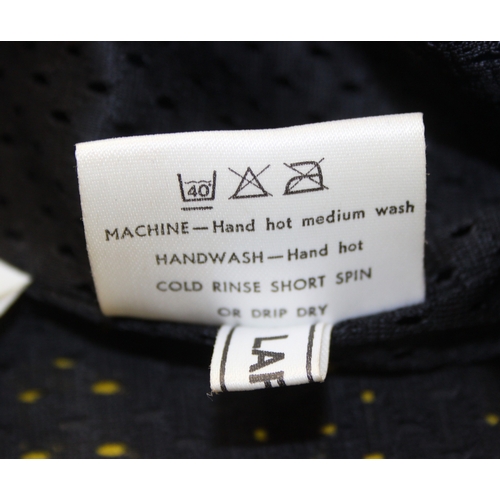 40
MACHINE—Hand hot medium wash
HANDWASH—Hand hot
COLD RINSE SHORT SPIN
OR DRIP DRY